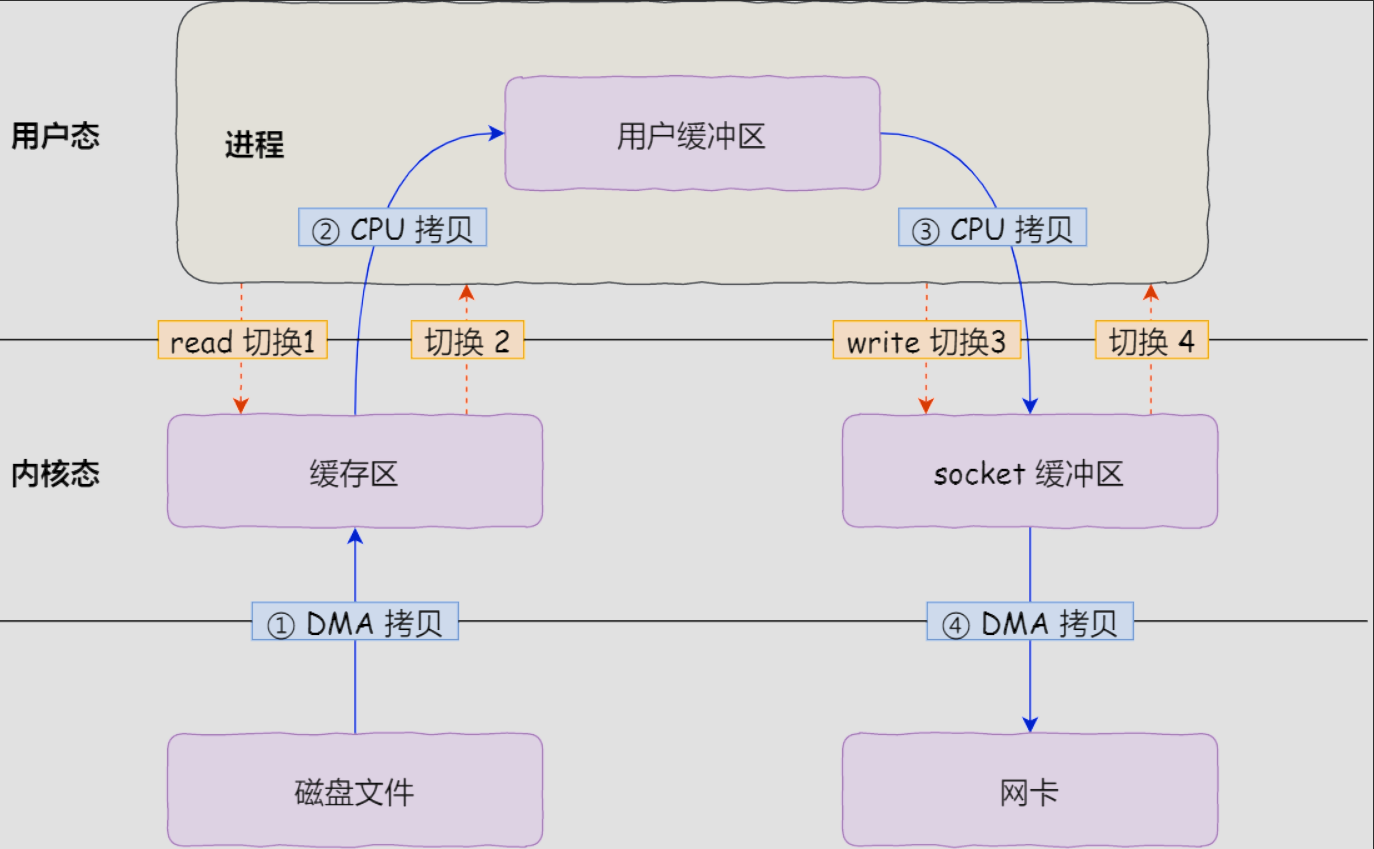 用户态
进程
用户缓冲区
② CPU 拷贝
③ CPU 拷贝
read 切换1
切换 2
write 切换3
切换 4
内核态
缓存区
socket 缓冲区
① DMA 拷贝
④ DMA 拷贝
磁盘文件
网卡